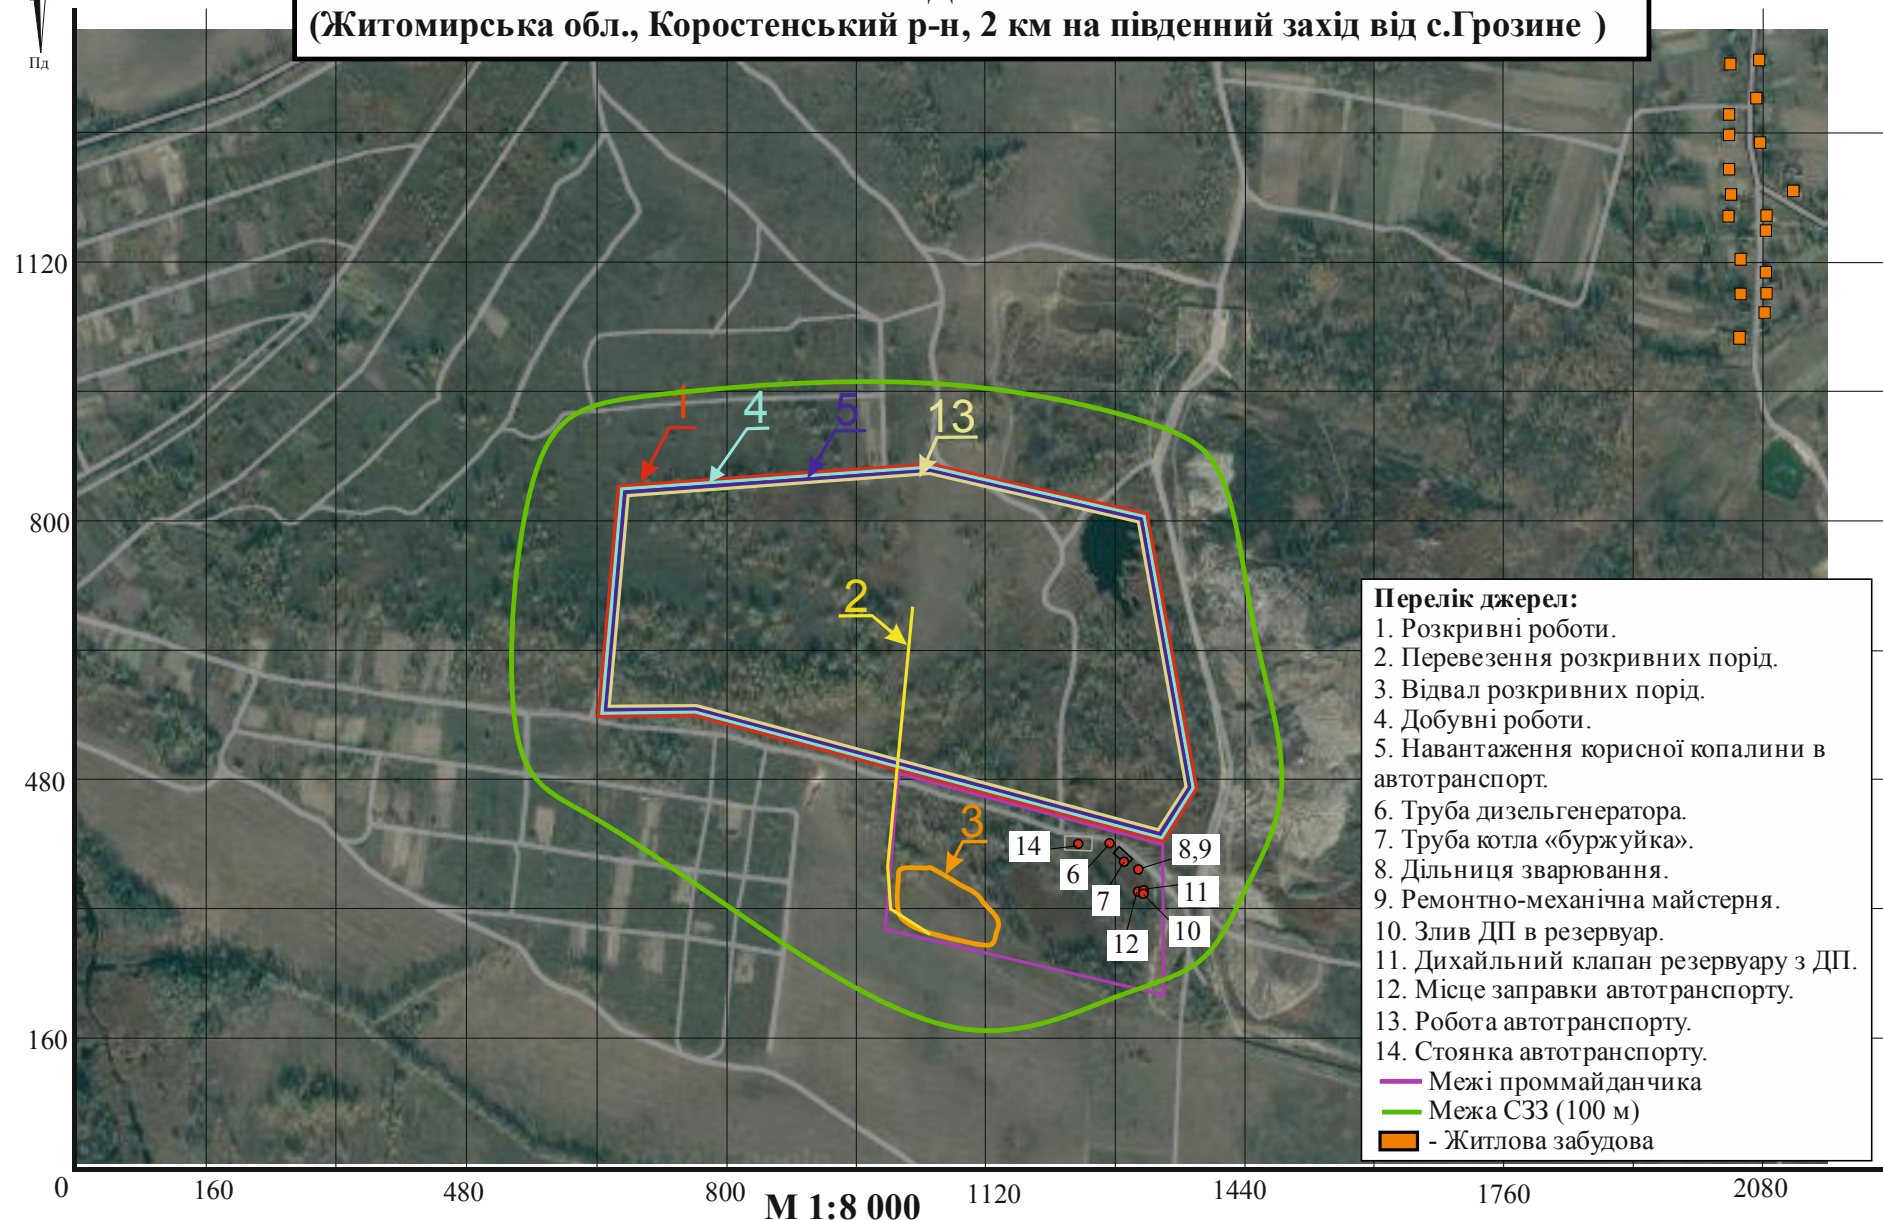 (Житомирська обл., Коростенський р-н, 2 км на південний захід від с.Грозине )
Пд
1120
800
480
160
0
160
480
800
1120
1440
1760
2080
М 1:8 000
1
4
5
13
2
3
14
6
7
8,9
11
10
12
Перелік джерел:
1. Розкривні роботи.
2. Перевезення розкривних порід.
3. Відвал розкривних порід.
4. Добувні роботи.
5. Навантаження корисної копалини в
автотранспорт.
6. Труба дизельгенератора.
7. Труба котла «буржуйка».
8. Дільниця зварювання.
9. Ремонтно-механічна майстерня.
10. Злив ДП в резервуар.
11. Дихайльний клапан резервуару з ДП.
12. Місце заправки автотранспорту.
13. Робота автотранспорту.
14. Стоянка автотранспорту.
Межі проммайданчика
Межа СЗЗ (100 м)
- Житлова забудова